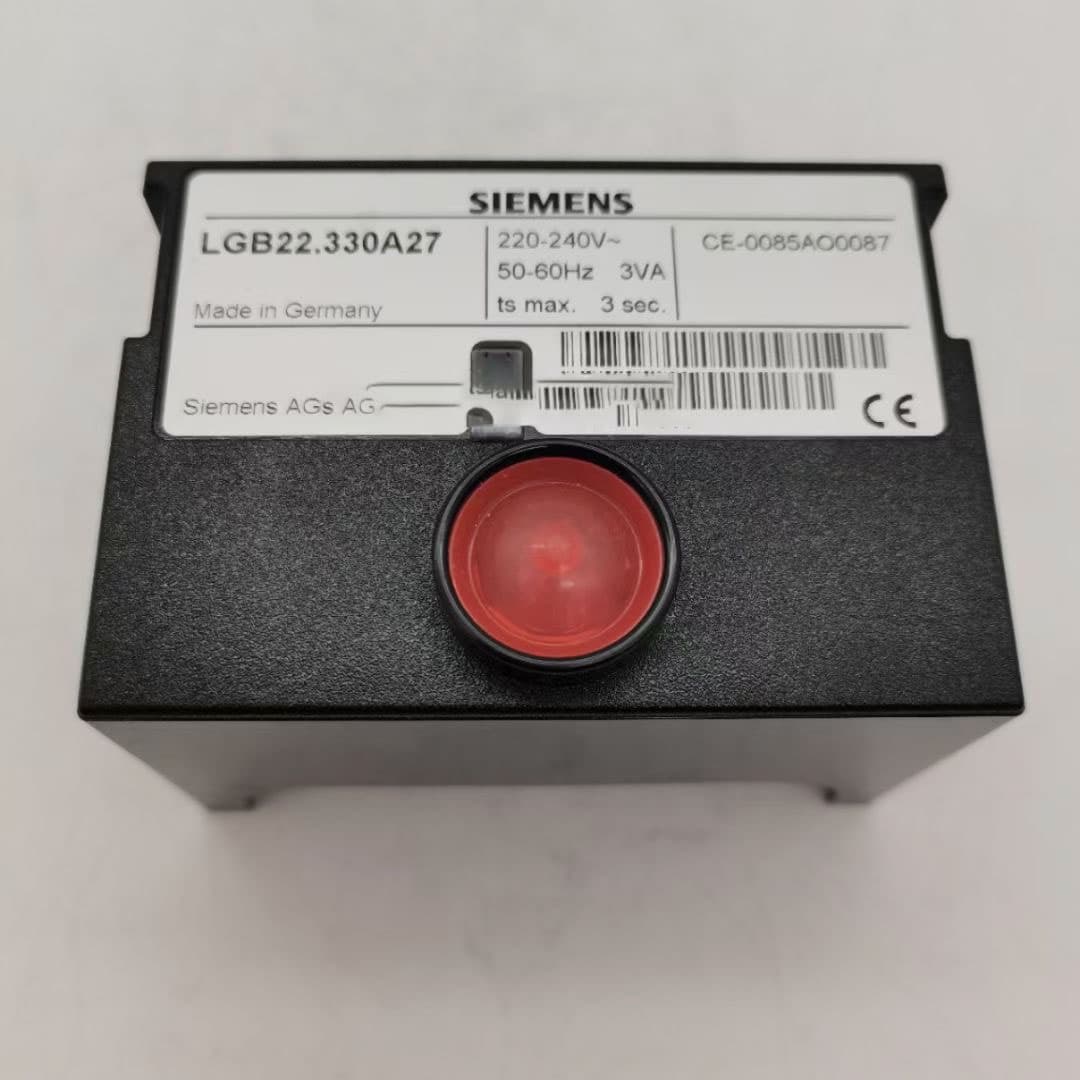 SIEMENS
LGB22.330A27
220-240V~
50-60Hz 3VA
ts max. 3 sec.
CE-0085AO0087
Made in Germany
Siemens AGs AG
CE